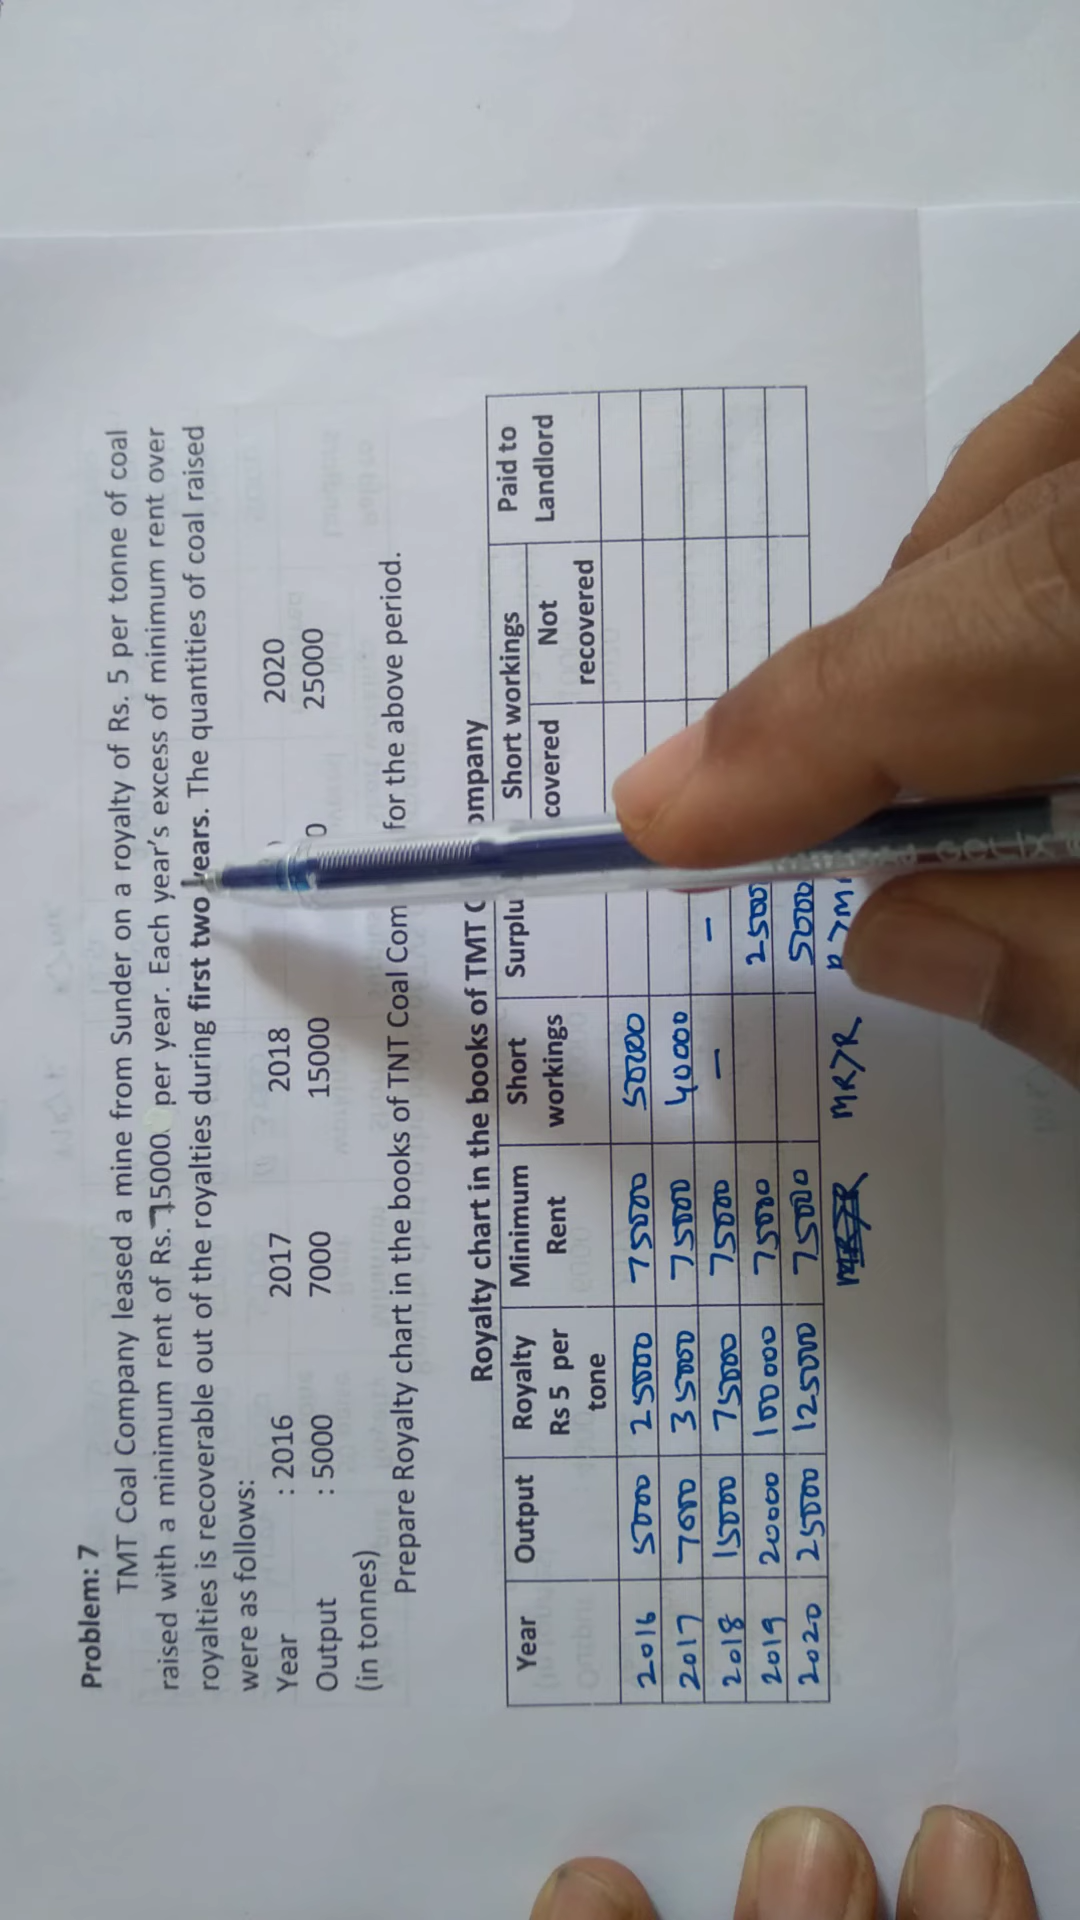 Problem: 7
TMT Coal Company leased a mine from Sunder on a royalty of Rs. 5 per tonne of coal
raised with a minimum rent of Rs. 75000 per year. Each year's excess of minimum rent over
royalties is recoverable out of the royalties during first two years. The quantities of coal raised
were as follows:
Year : 2016 2017 2018 2020
Output : 5000 7000 15000 25000
(in tonnes)
Prepare Royalty chart in the books of TNT Coal Com for the above period.
Royalty chart in the books of TMT ompany
Year Output Royalty Rs 5 per tone Minimum Rent Short workings Surplu Short workings covered Not recovered Paid to Landlord
2016 5000 25000 75000 50000
2017 7000 35000 75000 40000
2018 15000 75000 75000 - -
2019 20000 100000 75000 2500
2020 25000 125000 75000 5000
MR>R MR>R